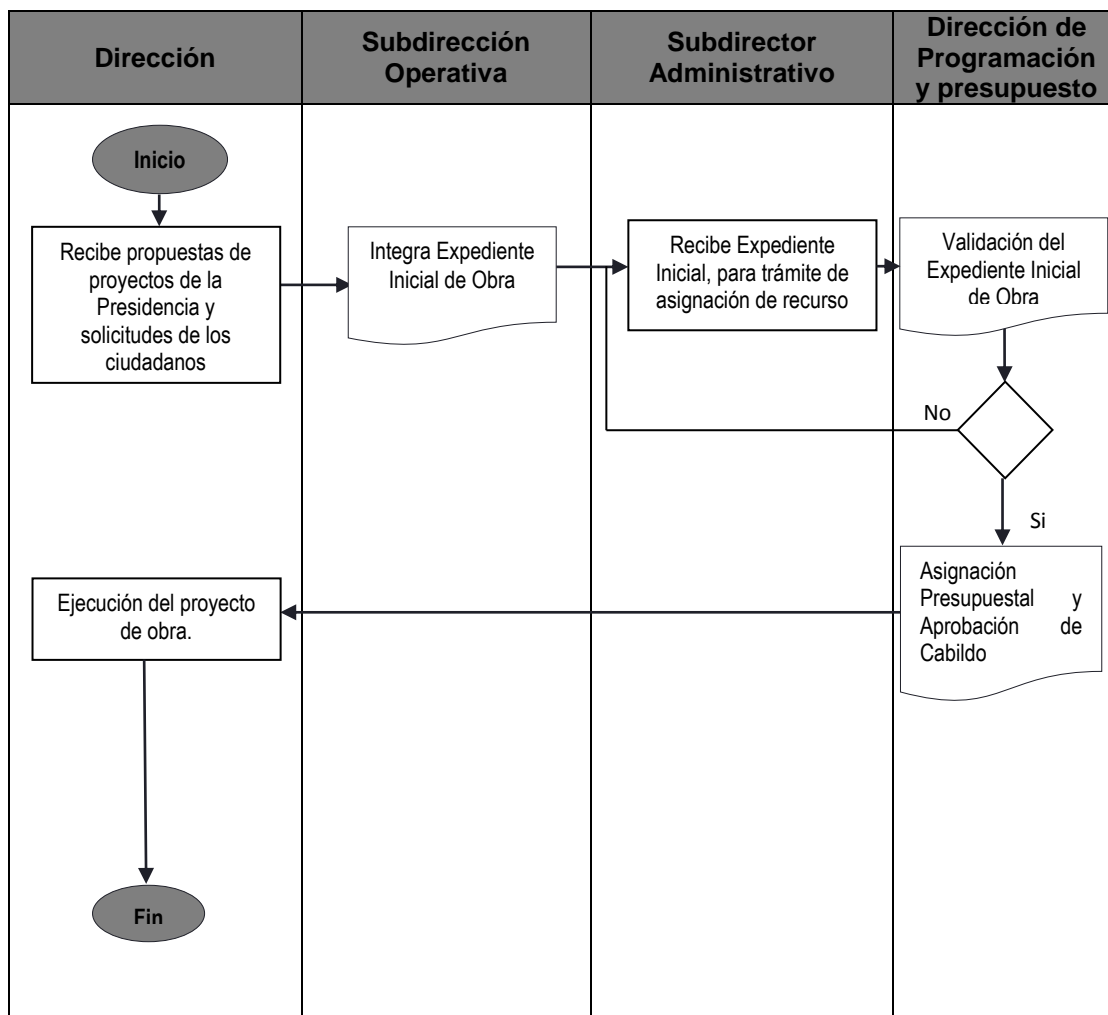 Dirección
Subdirección
Operativa
Subdirector
Administrativo
Dirección de
Programación
y presupuesto
Inicio
Recibe propuestas de
proyectos de la
Presidencia y
solicitudes de los
ciudadanos
Integra Expediente
Inicial de Obra
Recibe Expediente
Inicial, para trámite de
asignación de recurso
Validación del
Expediente Inicial
de Obra
No
Si
Asignación
Presupuestal y
Aprobación de
Cabildo
Ejecución del proyecto
de obra.
Fin